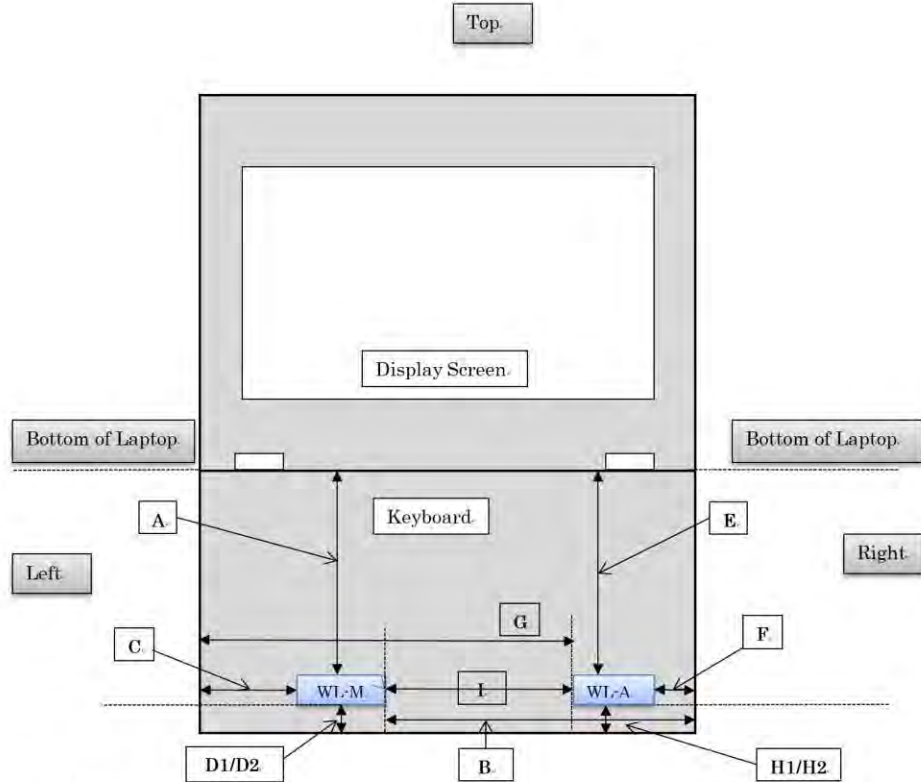 Top
Display Screen
Bottom of Laptop
Bottom of Laptop
A
Keyboard
E
Left
Right
G
C
F
WL-M
I
WL-A
D1/D2
B
H1/H2